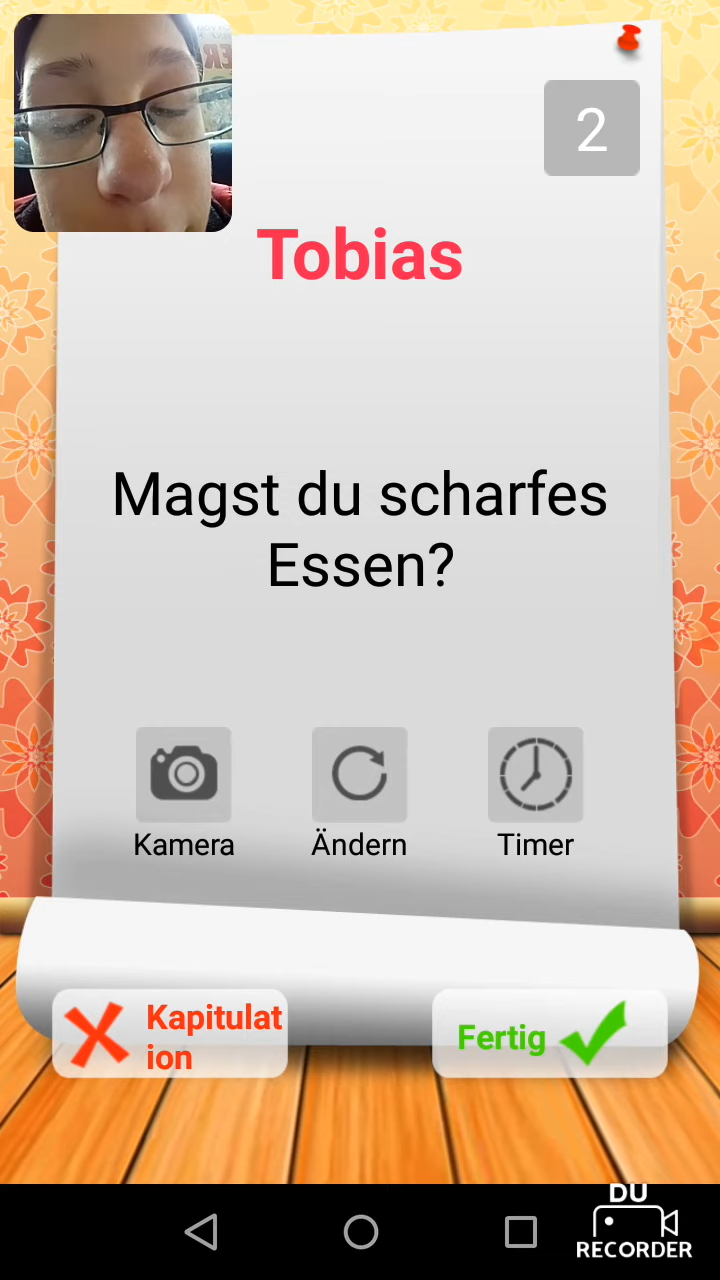 2
Tobias
Magst du scharfes
Essen?
Kamera
Ändern
Timer
Kapitulat
ion
Fertig
DU
RECORDER